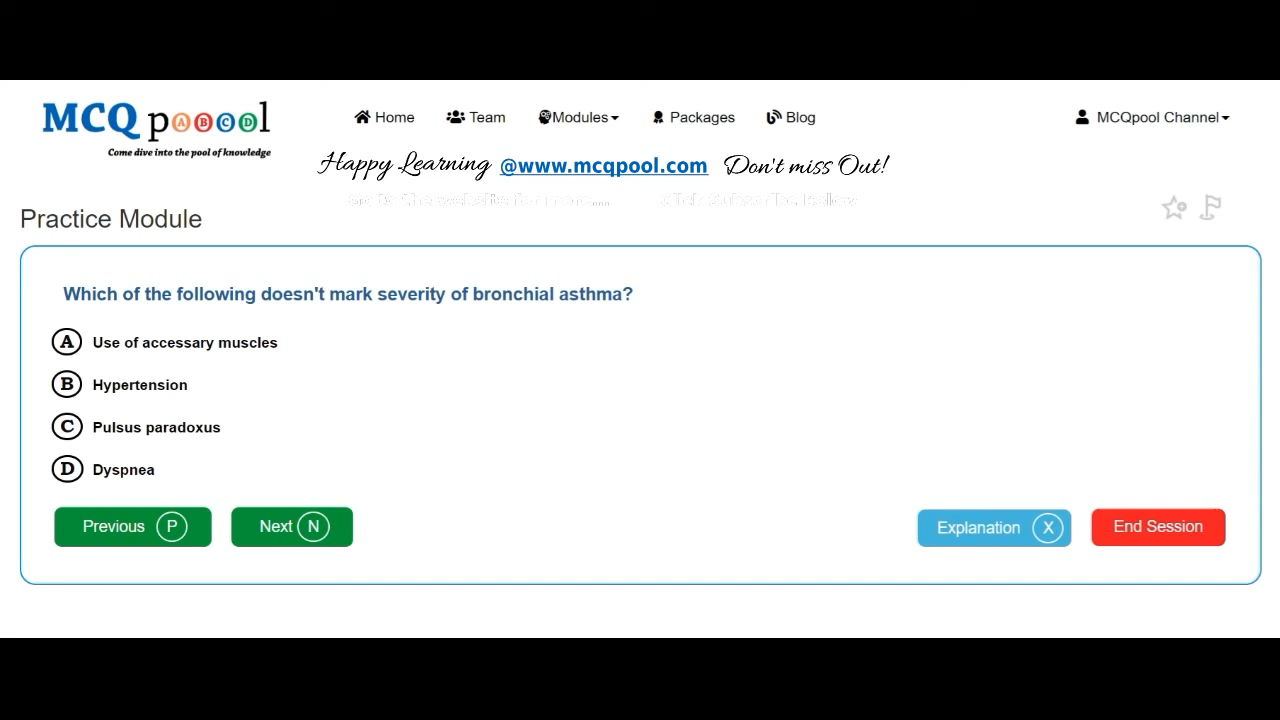 MCQ pooool
Come dive into the pool of knowledge
Home Team Modules Packages Blog MCQpool Channel
Happy Learning @www.mcqpool.com Don't miss Out!
Practice Module
Which of the following doesn't mark severity of bronchial asthma?
A Use of accessary muscles
B Hypertension
C Pulsus paradoxus
D Dyspnea
Previous P Next N Explanation X End Session